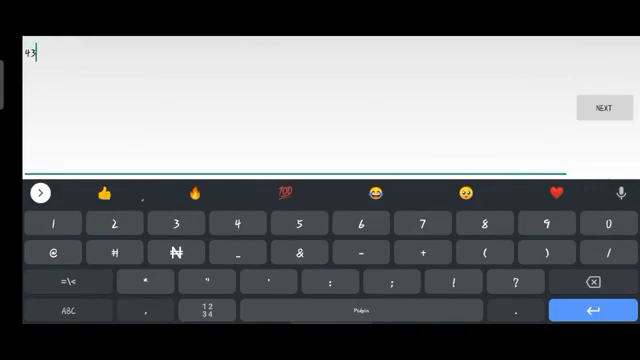 43
NEXT
1 2 3 4 5 6 7 8 9 0
@ # ₦ _ & - + ( ) /
=\< * " ' : ; ! ?
ABC , 12 34 Pidgin .